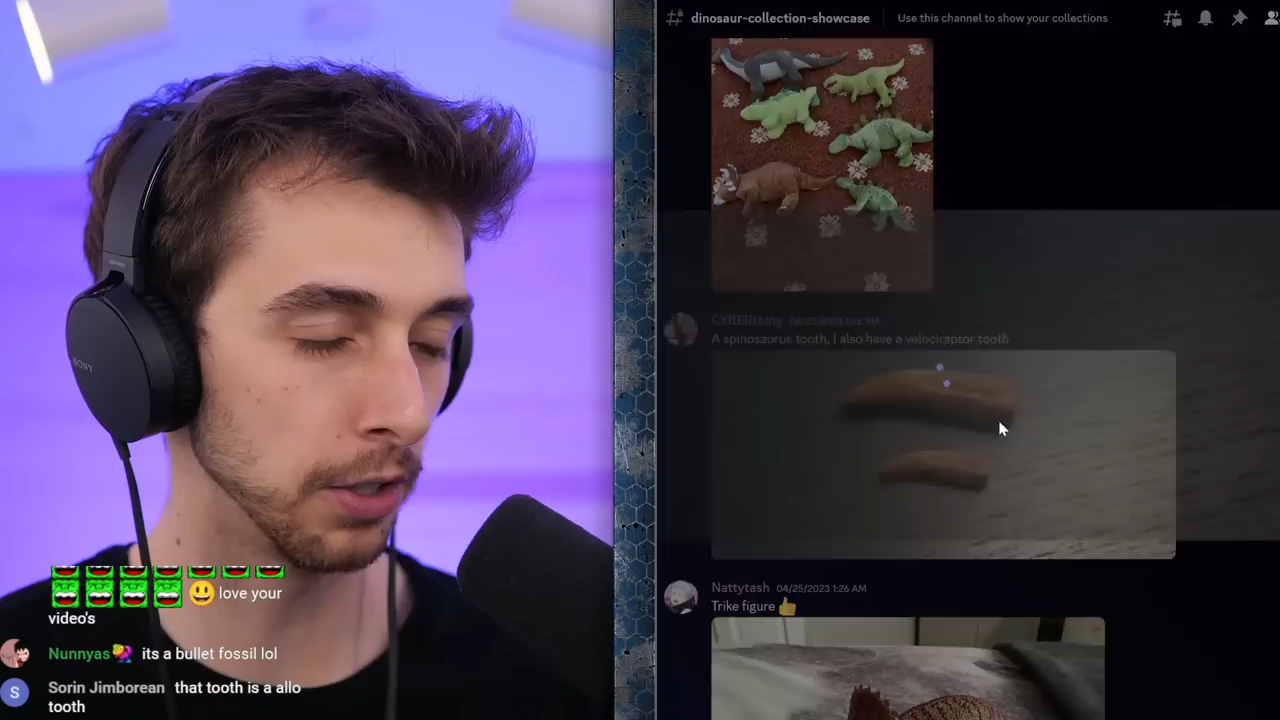 dinosaur-collection-showcase
Use this channel to show your collections
A spinosaurus tooth, I also have a velociraptor tooth
Nattytash 04/25/2023 1:26 AM
Trike figure 👍
SONY
😃 love your
video's
Nunnyas its a bullet fossil lol
S
Sorin Jimborean that tooth is a allo
tooth